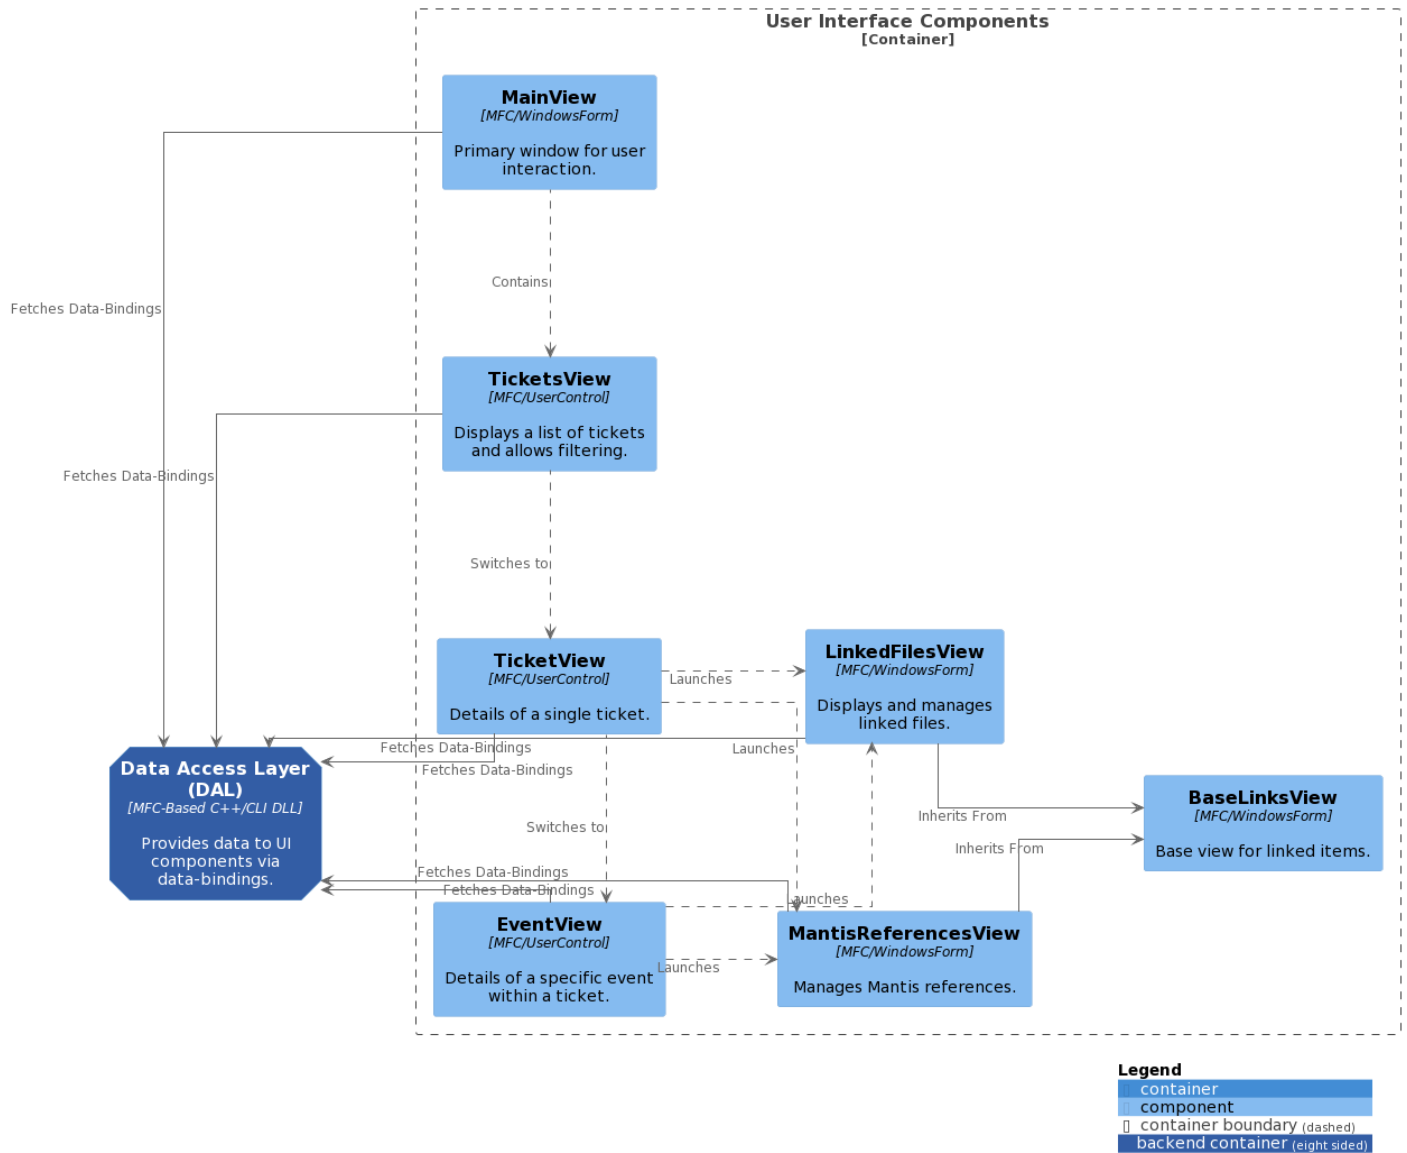 User Interface Components
[Container]
MainView
[MFC/WindowsForm]
Primary window for user
interaction.
Contains
Fetches Data-Bindings
TicketsView
[MFC/UserControl]
Displays a list of tickets
and allows filtering.
Fetches Data-Bindings
Switches to
TicketView
[MFC/UserControl]
Details of a single ticket.
Launches
LinkedFilesView
[MFC/WindowsForm]
Displays and manages
linked files.
Fetches Data-Bindings
Launches
Fetches Data-Bindings
Data Access Layer
(DAL)
[MFC-Based C++/CLI DLL]
Provides data to UI
components via
data-bindings.
BaseLinksView
[MFC/WindowsForm]
Base view for linked items.
Inherits From
Switches to
Inherits From
Fetches Data-Bindings
Fetches Data-Bindings
Launches
EventView
[MFC/UserControl]
Details of a specific event
within a ticket.
Launches
MantisReferencesView
[MFC/WindowsForm]
Manages Mantis references.
Legend
container
component
container boundary (dashed)
backend container (eight sided)